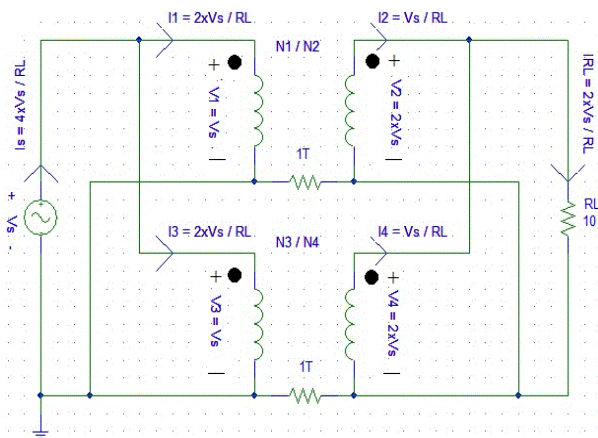 I1 = 2xVs / RL
N1 / N2
I2 = Vs / RL
Is = 4xVs / RL
+
V1 = Vs
+
V2 = 2xVs
IRL = 2xVs / RL
1T
RL
10
+
Vs
-
I3 = 2xVs / RL
N3 / N4
I4 = Vs / RL
+
V3 = Vs
+
V4 = 2xVs
1T